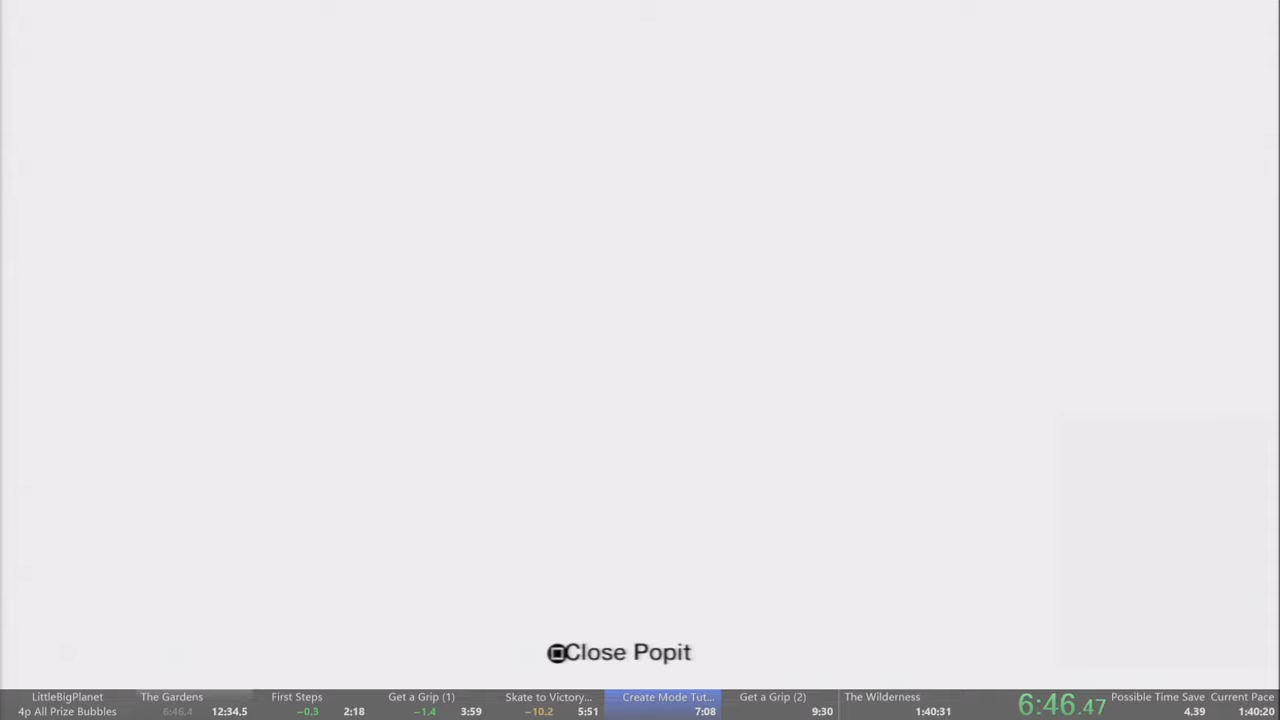 Close Popit
LittleBigPlanet
4p All Prize Bubbles
The Gardens
6:46.4 12:34.5
First Steps
−0.3 2:18
Get a Grip (1)
−1.4 3:59
Skate to Victory...
−10.2 5:51
Create Mode Tut...
7:08
Get a Grip (2)
9:30
The Wilderness
1:40:31
6:46.47
Possible Time Save
4.39
Current Pace
1:40:20